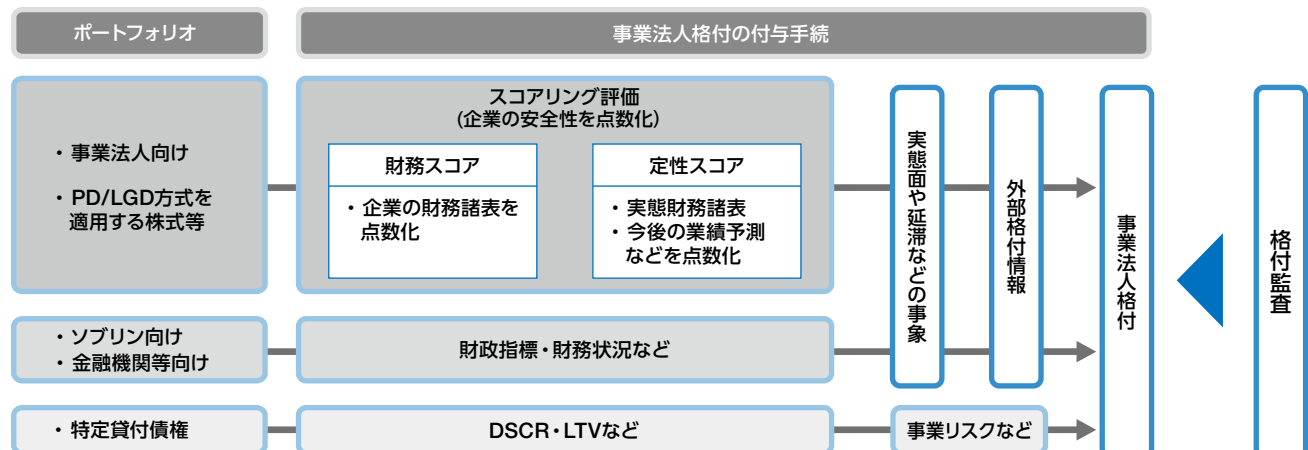 ポートフォリオ
事業法人格付の付与手続
・事業法人向け
・PD/LGD方式を
適用する株式等
スコアリング評価
(企業の安全性を点数化)
財務スコア
・企業の財務諸表を
点数化
定性スコア
・実態財務諸表
・今後の業績予測
などを点数化
実態面や延滞などの事象
外部格付情報
事業法人格付
格付監査
・ソブリン向け
・金融機関等向け
財政指標・財務状況など
・特定貸付債権
DSCR・LTVなど
事業リスクなど